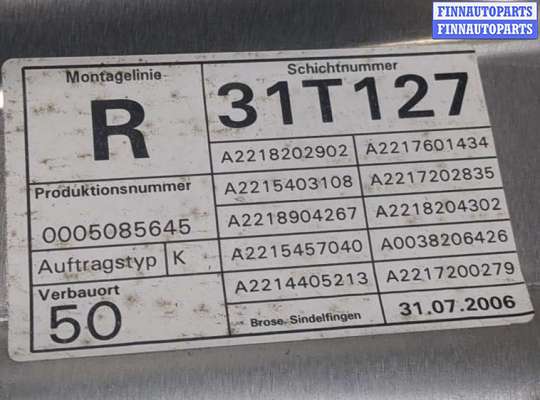 FINNAUTOPARTS
FINNAUTOPARTS
Montagelinie
R
Schichtnummer
31T127
Produktionsnummer
0005085645
Auftragstyp K
Verbauort
50
A2218202902 A2217601434
A2215403108 A2217202835
A2218904267 A2218204302
A2215457040 A0038206426
A2214405213 A2217200279
Brose, Sindelfingen 31.07.2006